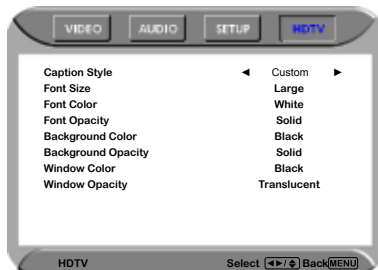 VIDEO AUDIO SETUP HDTV
Caption Style ◄ Custom ►
Font Size Large
Font Color White
Font Opacity Solid
Background Color Black
Background Opacity Solid
Window Color Black
Window Opacity Translucent
HDTV Select ◄►/♦ Back MENU